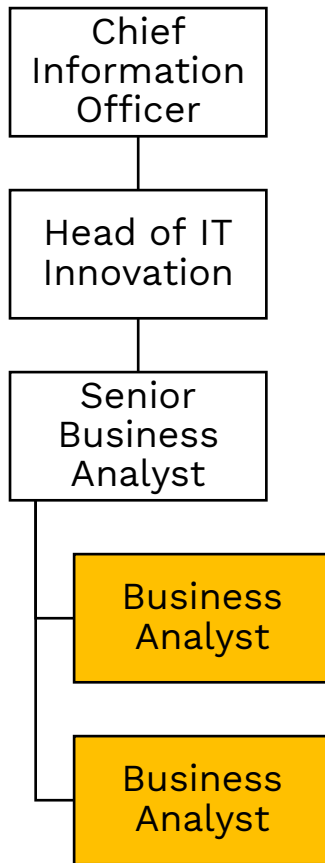 Chief
Information
Officer
Head of IT
Innovation
Senior
Business
Analyst
Business
Analyst
Business
Analyst